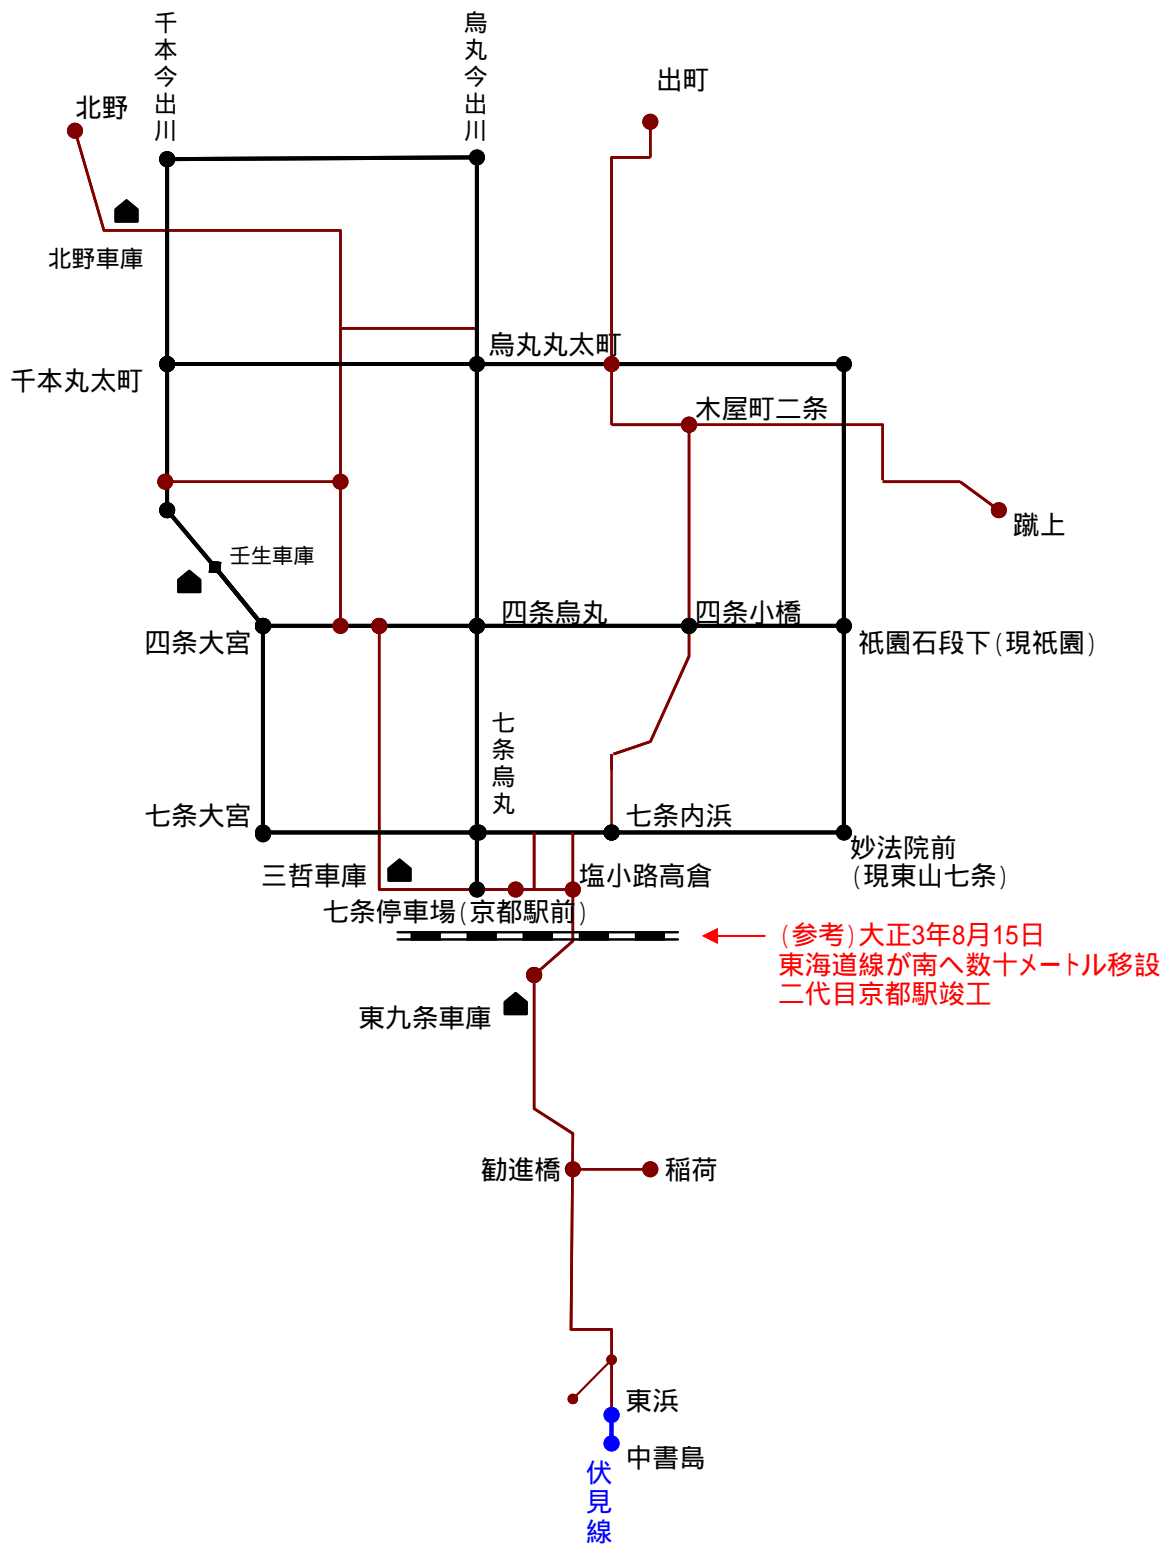 千本今出川
烏丸今出川
出町
北野
北野車庫
烏丸丸太町
千本丸太町
木屋町二条
蹴上
壬生車庫
四条烏丸
四条小橋
四条大宮
祇園石段下(現祇園)
七条烏丸
七条大宮
七条内浜
妙法院前
(現東山七条)
三哲車庫
塩小路高倉
七条停車場(京都駅前)
(参考)大正3年8月15日
東海道線が南へ数十メートル移設
二代目京都駅竣工
東九条車庫
勧進橋
稲荷
東浜
中書島
伏見線